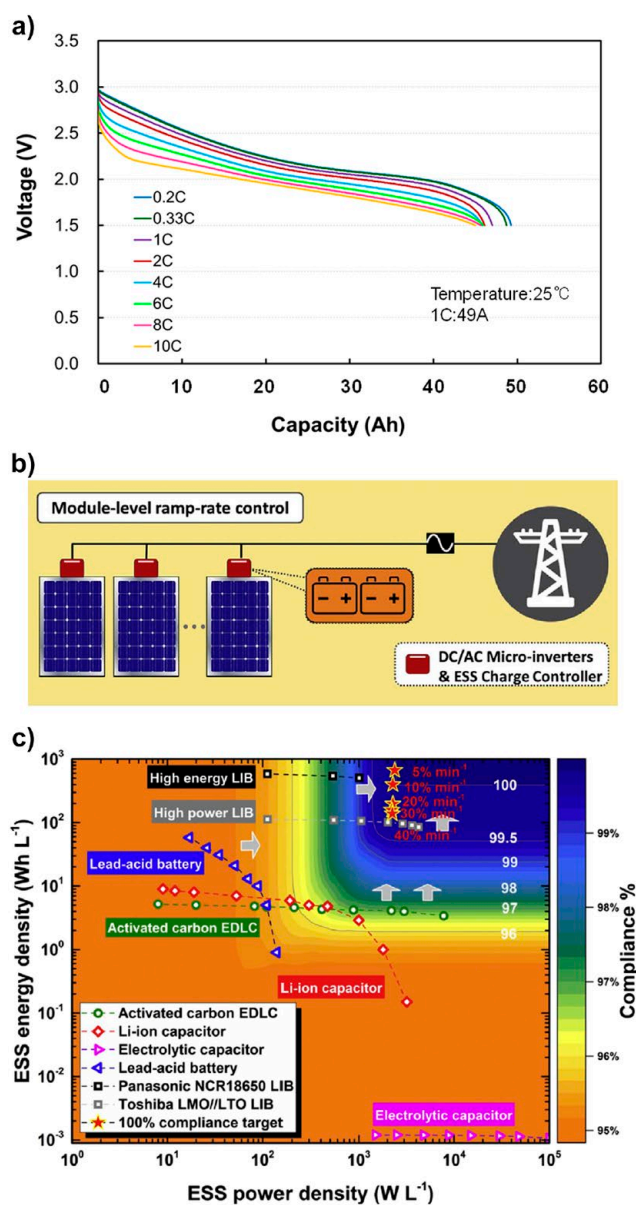 a)
3.5
3.0
2.5
2.0
1.5
1.0
0.5
0.0
Voltage (V)
0.2C
0.33C
1C
2C
4C
6C
8C
10C
Temperature:25℃
1C:49A
0 10 20 30 40 50 60
Capacity (Ah)
b)
Module-level ramp-rate control
DC/AC Micro-inverters
& ESS Charge Controller
c)
10³
10²
10¹
10⁰
10⁻¹
10⁻²
10⁻³
ESS energy density (Wh L⁻¹)
High energy LIB
High power LIB
Lead-acid battery
Activated carbon EDLC
Li-ion capacitor
Electrolytic capacitor
5% min⁻¹
10% min⁻¹
20% min⁻¹
30% min⁻¹
40% min⁻¹
100
99.5
99
98
97
96
Activated carbon EDLC
Li-ion capacitor
Electrolytic capacitor
Lead-acid battery
Panasonic NCR18650 LIB
Toshiba LMO//LTO LIB
100% compliance target
10⁰ 10¹ 10² 10³ 10⁴ 10⁵
ESS power density (W L⁻¹)
99%
98%
97%
96%
95%
Compliance %